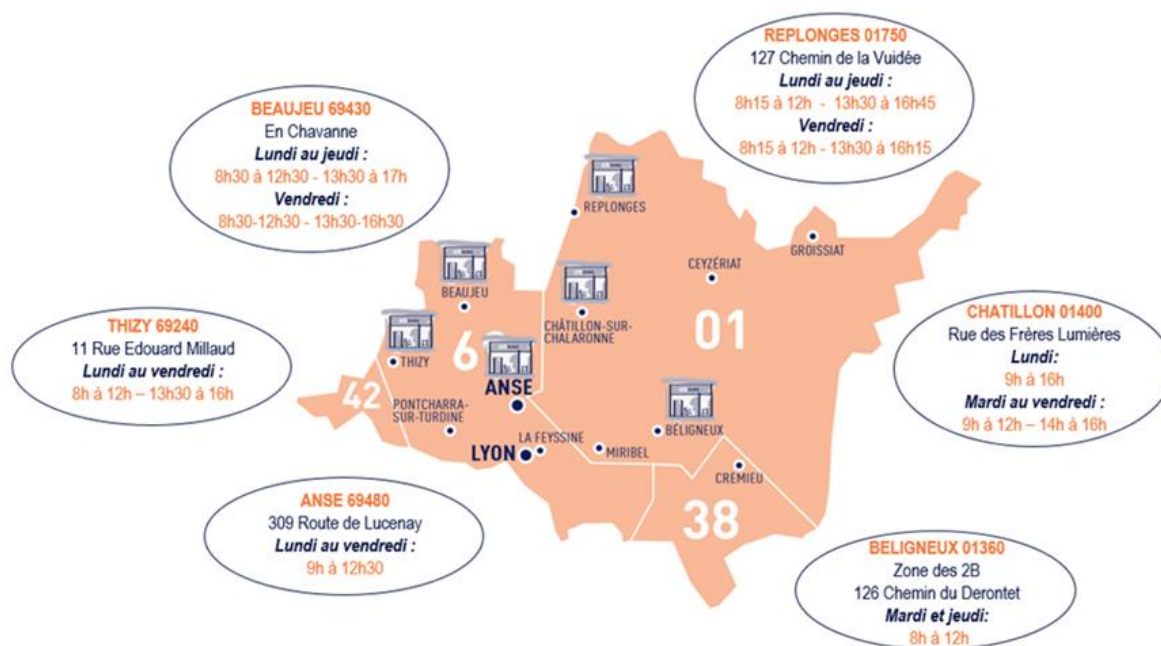 REPLONGES 01750
127 Chemin de la Vuidée
Lundi au jeudi :
8h15 à 12h - 13h30 à 16h45
Vendredi :
8h15 à 12h - 13h30 à 16h15
BEAUJEU 69430
En Chavanne
Lundi au jeudi :
8h30 à 12h30 - 13h30 à 17h
Vendredi :
8h30-12h30 - 13h30-16h30
REPLONGES
GROISSIAT
CEYZÉRIAT
BEAUJEU
CHÂTILLON-SUR-
CHALARONNE
01
THIZY 69240
11 Rue Edouard Millaud
Lundi au vendredi :
8h à 12h – 13h30 à 16h
CHATILLON 01400
Rue des Frères Lumières
Lundi:
9h à 16h
Mardi au vendredi :
9h à 12h – 14h à 16h
THIZY
6
ANSE
42
PONTCHARRA-
SUR-TURDINE
LYON
LA FEYSSINE
MIRIBEL
BÉLIGNEUX
CREMIEU
38
ANSE 69480
309 Route de Lucenay
Lundi au vendredi :
9h à 12h30
BELIGNEUX 01360
Zone des 2B
126 Chemin du Derontet
Mardi et jeudi:
8h à 12h